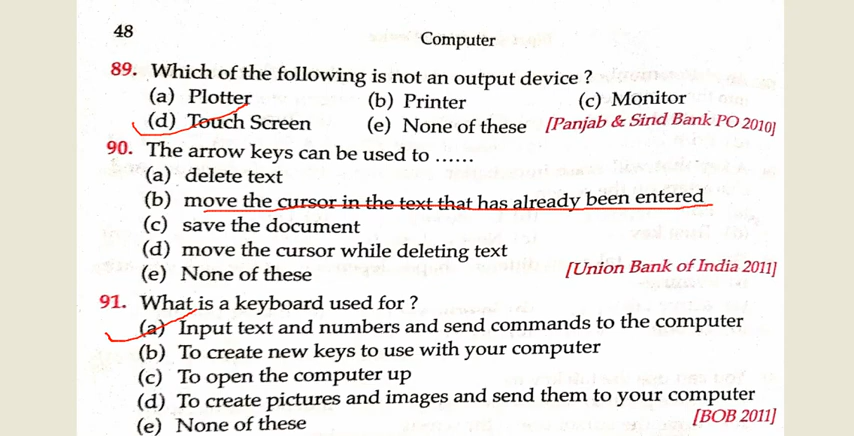 48
Computer
89. Which of the following is not an output device ?
(a) Plotter (b) Printer (c) Monitor
(d) Touch Screen (e) None of these [Panjab & Sind Bank PO 2010]
90. The arrow keys can be used to ......
(a) delete text
(b) move the cursor in the text that has already been entered
(c) save the document
(d) move the cursor while deleting text
(e) None of these [Union Bank of India 2011]
91. What is a keyboard used for ?
(a) Input text and numbers and send commands to the computer
(b) To create new keys to use with your computer
(c) To open the computer up
(d) To create pictures and images and send them to your computer
(e) None of these [BOB 2011]